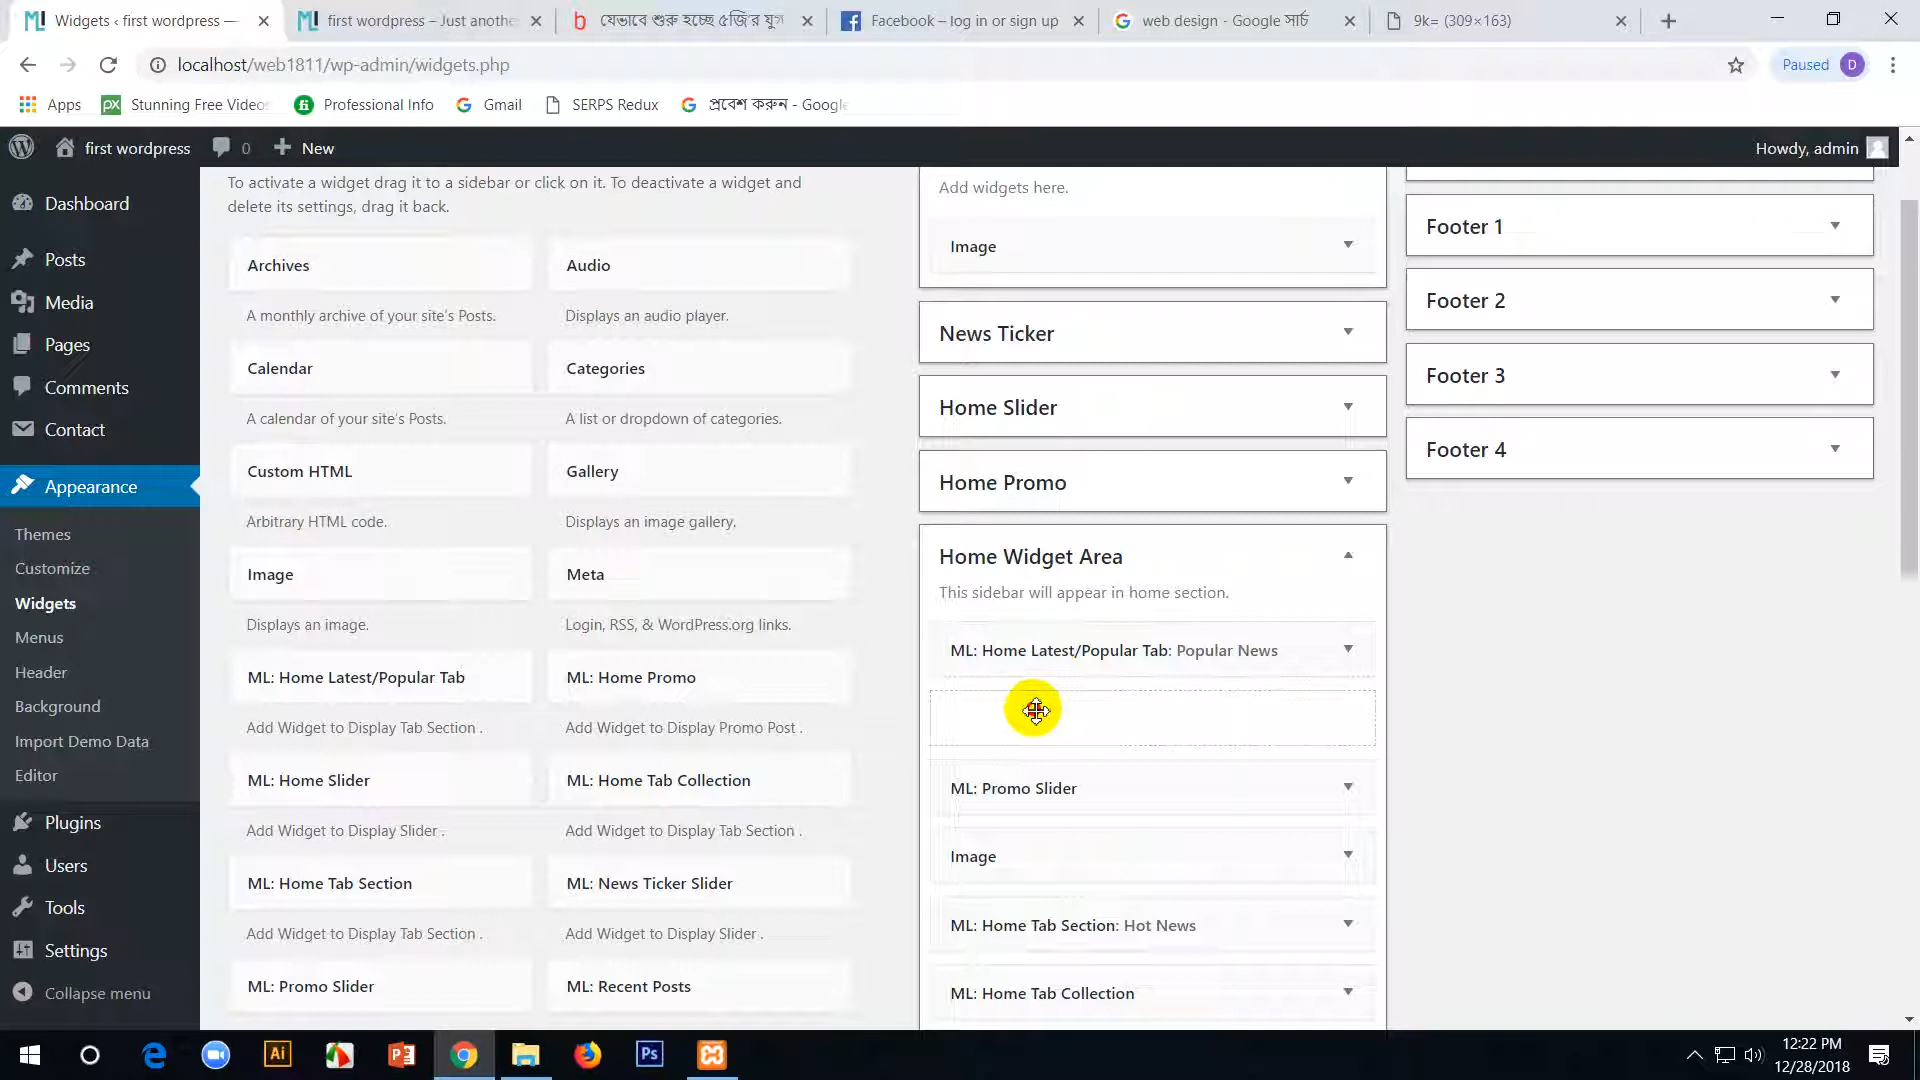 Widgets ‹ first wordpress —
first wordpress – Just anothe
যেভাবে শুরু হচ্ছে ৫জি'র যুগ
Facebook – log in or sign up
web design - Google সার্চ
9k= (309×163)
localhost/web1811/wp-admin/widgets.php
Paused
D
Apps
px
Stunning Free Videos
Professional Info
Gmail
SERPS Redux
প্রবেশ করুন - Google
first wordpress
0
New
Howdy, admin
Dashboard
Posts
Media
Pages
Comments
Contact
Appearance
Themes
Customize
Widgets
Menus
Header
Background
Import Demo Data
Editor
Plugins
Users
Tools
Settings
Collapse menu
To activate a widget drag it to a sidebar or click on it. To deactivate a widget and
delete its settings, drag it back.
Archives
Audio
A monthly archive of your site's Posts.
Displays an audio player.
Calendar
Categories
A calendar of your site's Posts.
A list or dropdown of categories.
Custom HTML
Gallery
Arbitrary HTML code.
Displays an image gallery.
Image
Meta
Displays an image.
Login, RSS, & WordPress.org links.
ML: Home Latest/Popular Tab
ML: Home Promo
Add Widget to Display Tab Section .
Add Widget to Display Promo Post .
ML: Home Slider
ML: Home Tab Collection
Add Widget to Display Slider .
Add Widget to Display Tab Section .
ML: Home Tab Section
ML: News Ticker Slider
Add Widget to Display Tab Section .
Add Widget to Display Slider .
ML: Promo Slider
ML: Recent Posts
Add widgets here.
Image
News Ticker
Home Slider
Home Promo
Home Widget Area
This sidebar will appear in home section.
ML: Home Latest/Popular Tab: Popular News
ML: Promo Slider
Image
ML: Home Tab Section: Hot News
ML: Home Tab Collection
Footer 1
Footer 2
Footer 3
Footer 4
Ai
Ps
12:22 PM
12/28/2018